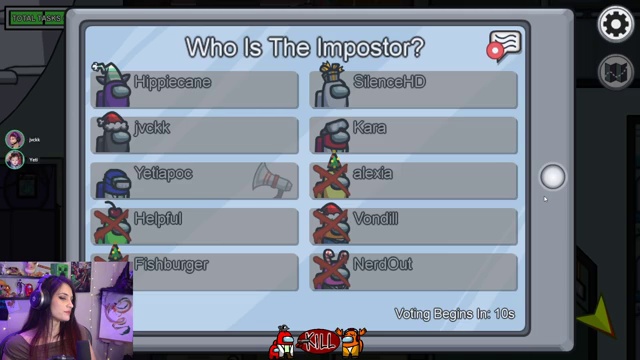 TOTAL TASKS
Who Is The Impostor?
Hippiecane
SilenceHD
jvckk
Kara
Yetiapoc
alexia
Helpful
Vondill
Fishburger
NerdOut
Voting Begins In: 10s
jvckk
Yeti
KILL